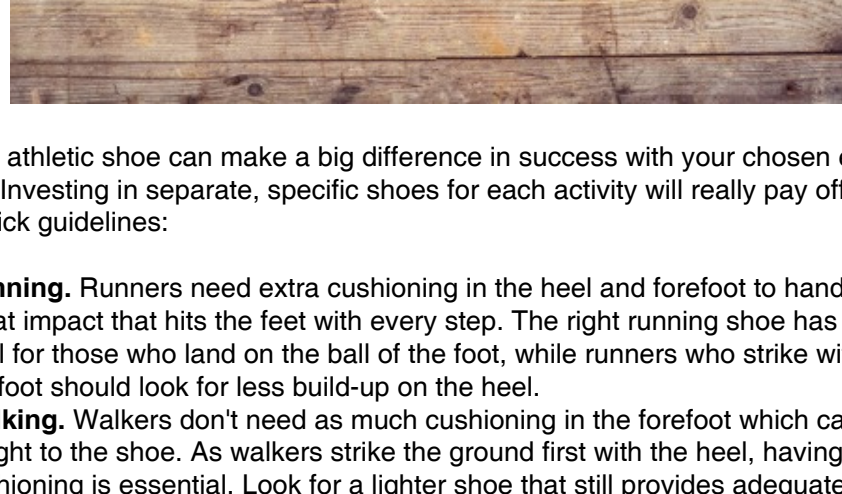 athletic shoe can make a big difference in success with your chosen
Investing in separate, specific shoes for each activity will really pay off
ick guidelines:
nning. Runners need extra cushioning in the heel and forefoot to hand
at impact that hits the feet with every step. The right running shoe has
l for those who land on the ball of the foot, while runners who strike wi
foot should look for less build-up on the heel.
king. Walkers don't need as much cushioning in the forefoot which ca
ght to the shoe. As walkers strike the ground first with the heel, having
hioning is essential. Look for a lighter shoe that still provides adequate